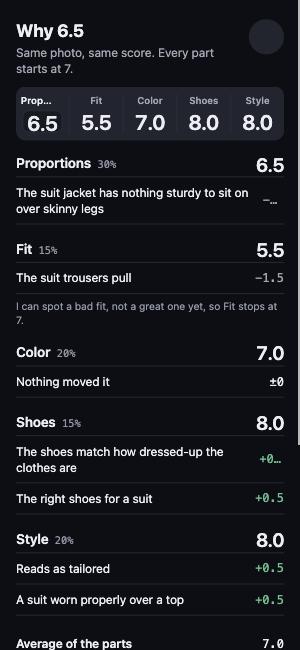 Why 6.5
Same photo, same score. Every part
starts at 7.
Prop... Fit Color Shoes Style
6.5 5.5 7.0 8.0 8.0
Proportions 30% 6.5
The suit jacket has nothing sturdy to sit on −...
over skinny legs
Fit 15% 5.5
The suit trousers pull −1.5
I can spot a bad fit, not a great one yet, so Fit stops at
7.
Color 20% 7.0
Nothing moved it ±0
Shoes 15% 8.0
The shoes match how dressed-up the +0...
clothes are
The right shoes for a suit +0.5
Style 20% 8.0
Reads as tailored +0.5
A suit worn properly over a top +0.5
Average of the parts 7.0